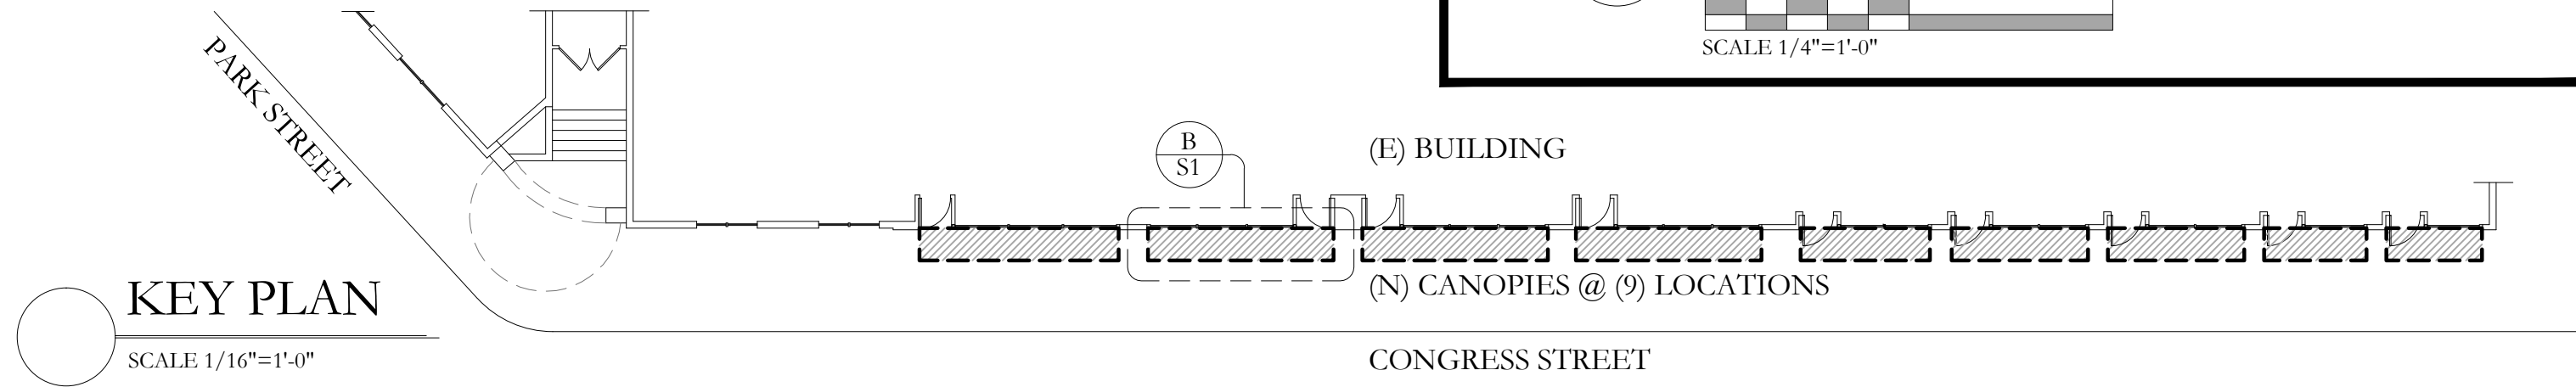 SCALE 1/4"=1'-0"
PARK STREET
B
S1
(E) BUILDING
(N) CANOPIES @ (9) LOCATIONS
KEY PLAN
SCALE 1/16"=1'-0"
CONGRESS STREET